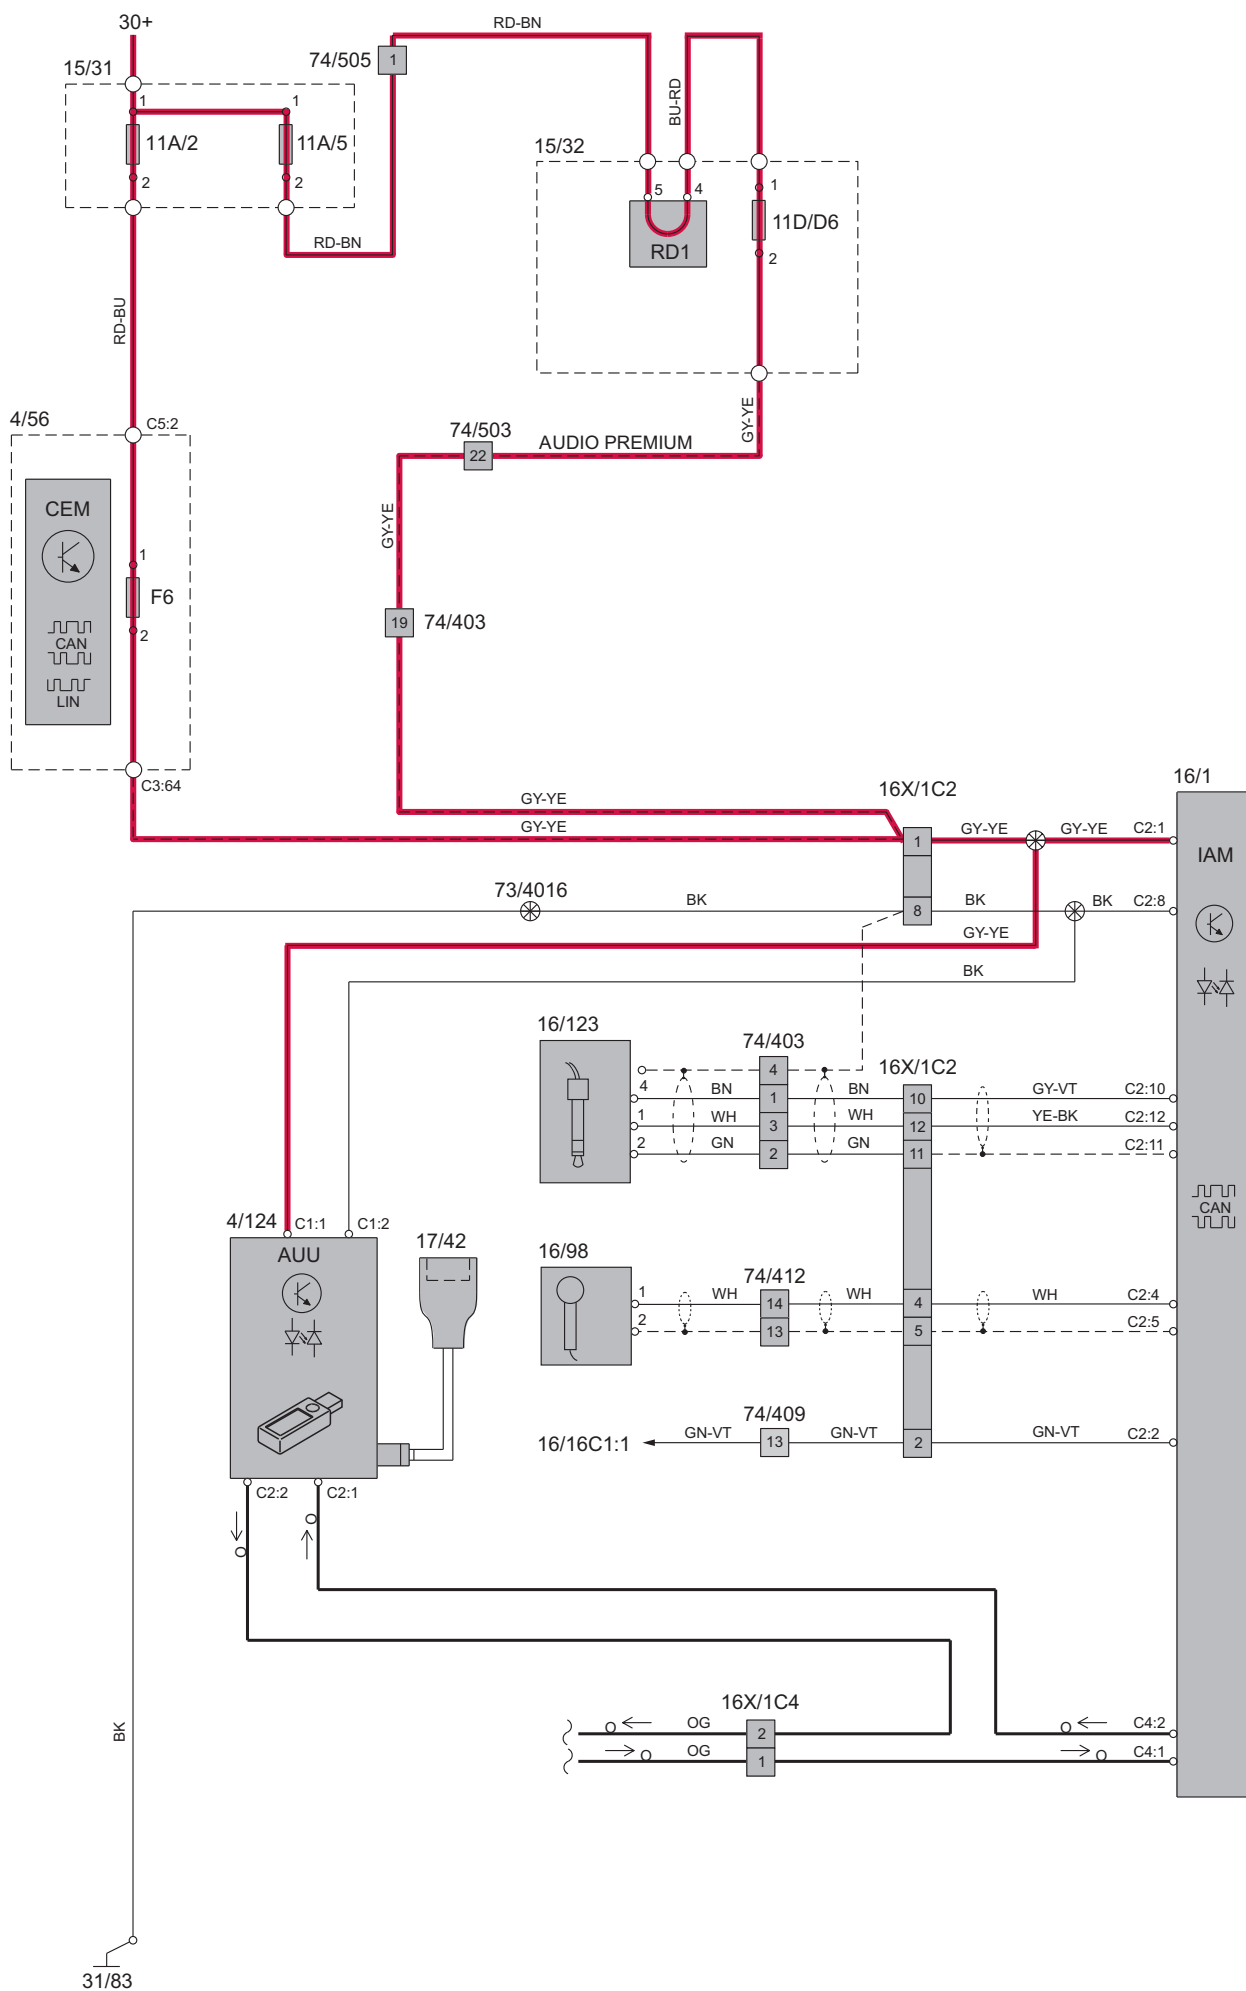 30+
RD-BN
74/505
1
15/31
1
1
11A/2
11A/5
2
2
RD-BN
BU-RD
15/32
5
4
1
11D/D6
RD1
2
RD-BU
4/56
C5:2
74/503
AUDIO PREMIUM
GY-YE
22
CEM
GY-YE
1
F6
19
74/403
2
CAN
LIN
C3:64
16X/1C2
16/1
GY-YE
GY-YE
1
GY-YE
GY-YE
C2:1
IAM
73/4016
BK
8
BK
BK
C2:8
GY-YE
BK
16/123
74/403
16X/1C2
4
4
BN
1
BN
10
GY-VT
C2:10
1
WH
3
WH
12
YE-BK
C2:12
2
GN
2
GN
11
C2:11
CAN
4/124
C1:1
C1:2
17/42
AUU
16/98
74/412
1
WH
14
WH
4
WH
C2:4
2
13
5
C2:5
74/409
16/16C1:1
GN-VT
13
GN-VT
2
GN-VT
C2:2
C2:2
C2:1
16X/1C4
OG
2
C4:2
OG
1
C4:1
BK
31/83